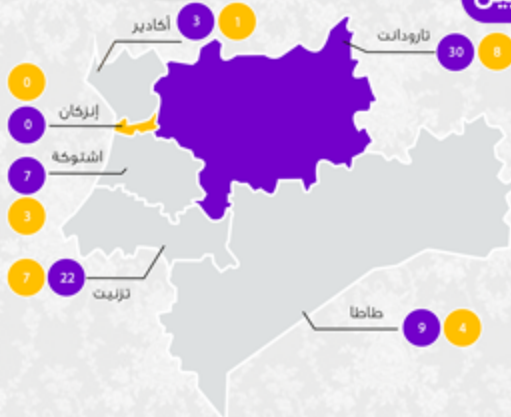 أكادير 3 1
تارودانت 30 8
0
إنزكان 0
اشتوكة 7
3
7 22
تزنيت
طاطا 9 4